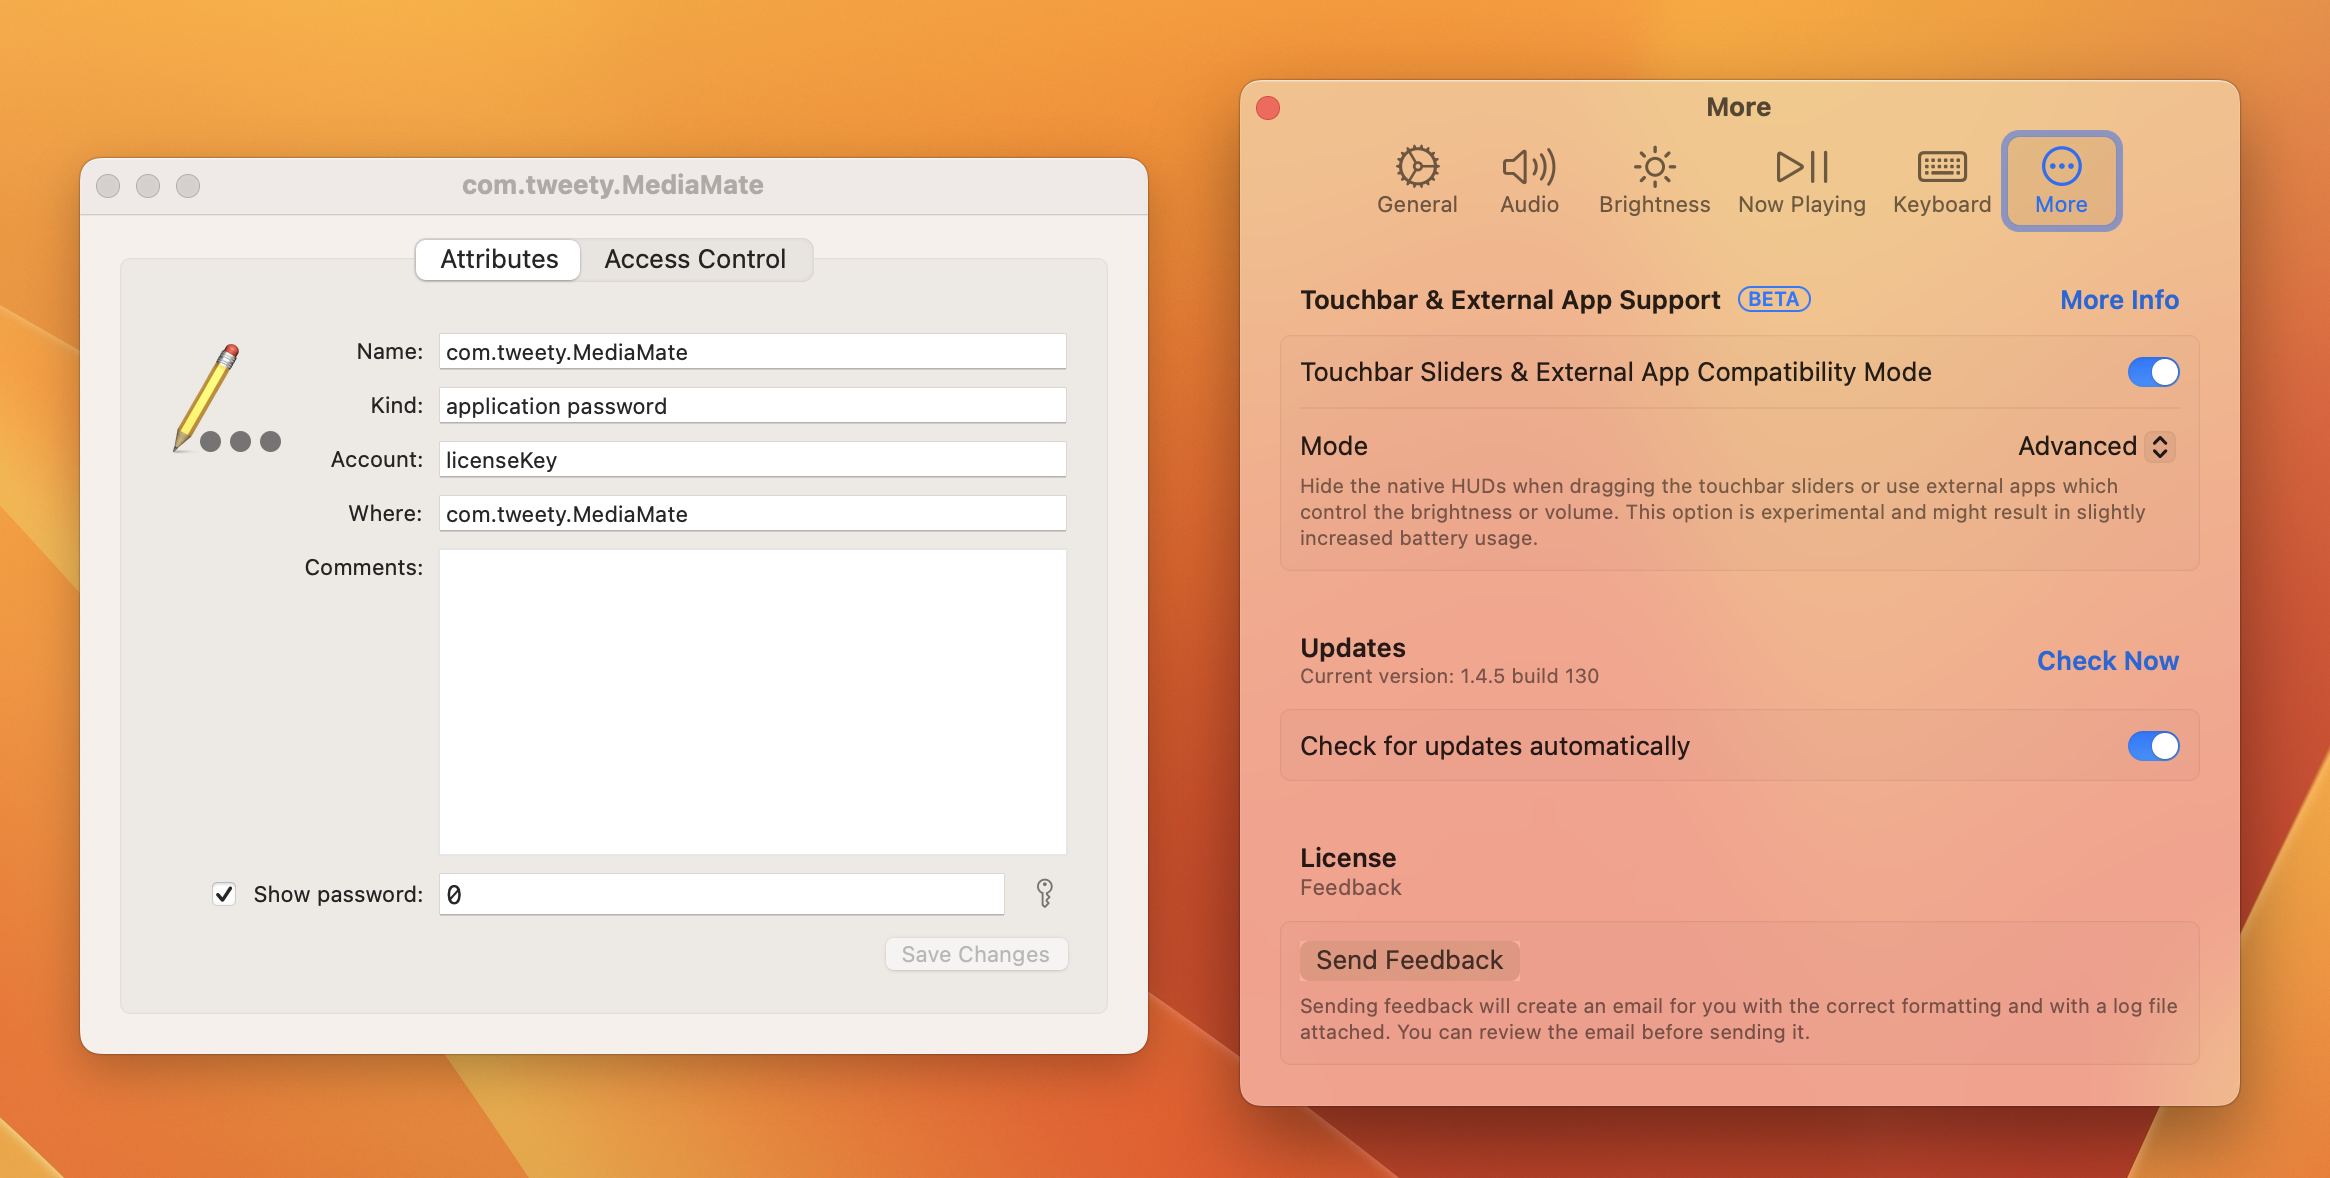 com.tweety.MediaMate
Attributes
Access Control
Name:
com.tweety.MediaMate
Kind:
application password
Account:
licenseKey
Where:
com.tweety.MediaMate
Comments:
Show password:
0
Save Changes
More
General
Audio
Brightness
Now Playing
Keyboard
More
Touchbar & External App Support
BETA
More Info
Touchbar Sliders & External App Compatibility Mode
Mode
Advanced
Hide the native HUDs when dragging the touchbar sliders or use external apps which
control the brightness or volume. This option is experimental and might result in slightly
increased battery usage.
Updates
Current version: 1.4.5 build 130
Check Now
Check for updates automatically
License
Feedback
Send Feedback
Sending feedback will create an email for you with the correct formatting and with a log file
attached. You can review the email before sending it.